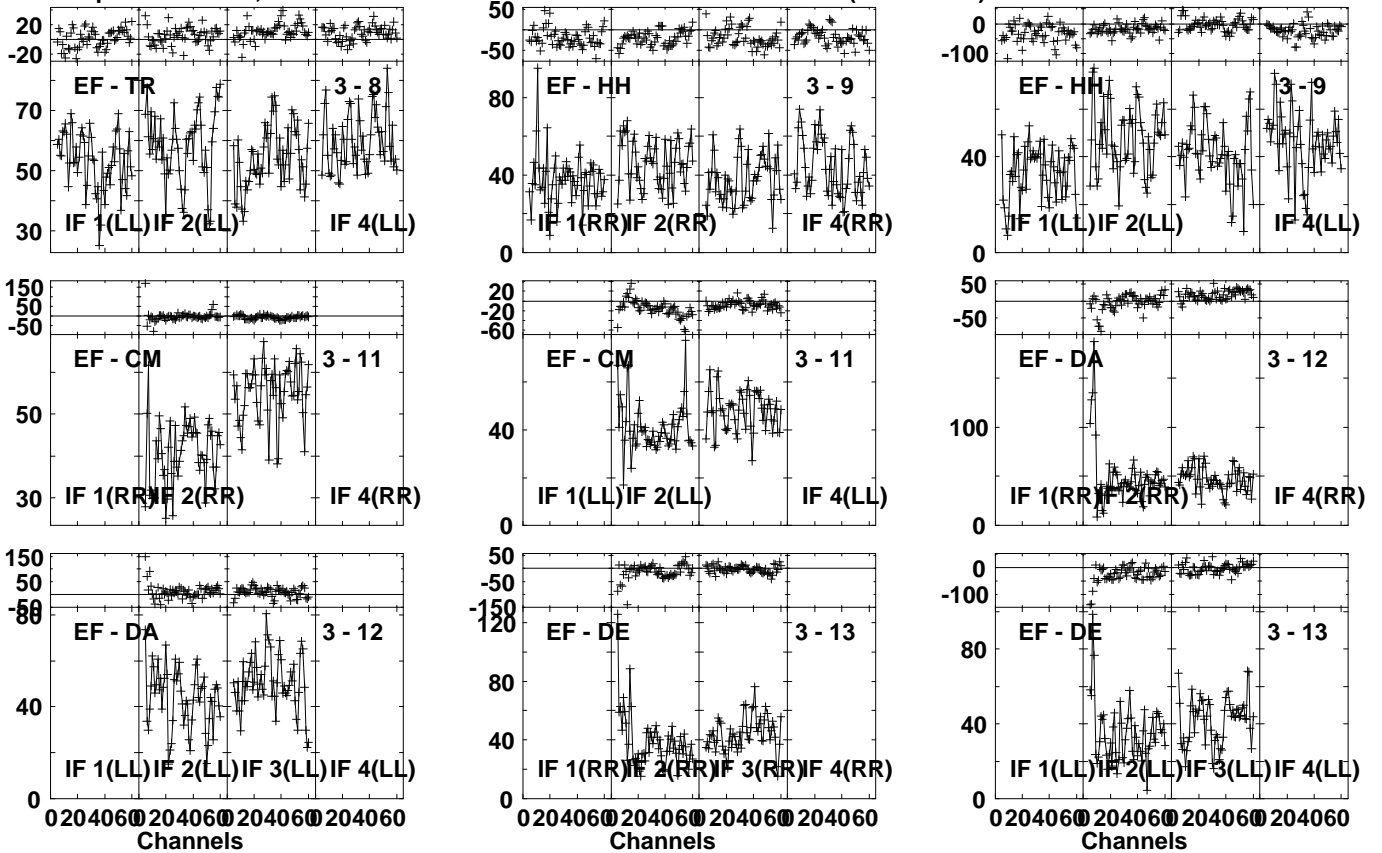 20 -20 50 -50 0 -100
EF - TR 3 - 8 EF - HH 3 - 9 EF - HH 3 - 9
70 50 30 80 40 0 40 0
IF 1(LL) IF 2(LL) IF 4(LL) IF 1(RR) IF 2(RR) IF 4(RR) IF 1(LL) IF 2(LL) IF 4(LL)
150 50 -50 20 -20 -60 50 -50
EF - CM 3 - 11 EF - CM 3 - 11 EF - DA 3 - 12
50 30 40 0 100 0
IF 1(RR) IF 2(RR) IF 4(RR) IF 1(LL) IF 2(LL) IF 4(LL) IF 1(RR) IF 2(RR) IF 4(RR)
150 50 -50 50 -50 -150 0 -100
EF - DA 3 - 12 EF - DE 3 - 13 EF - DE 3 - 13
80 40 0 120 80 40 0 80 40 0
IF 1(LL) IF 2(LL) IF 3(LL) IF 4(LL) IF 1(RR) IF 2(RR) IF 3(RR) IF 4(RR) IF 1(LL) IF 2(LL) IF 3(LL) IF 4(LL)
0 20 40 60 0 20 40 60 0 20 40 60 0 20 40 60 0 20 40 60 0 20 40 60 0 20 40 60 0 20 40 60 0 20 40 60 0 20 40 60 0 20 40 60 0 20 40 60
Channels Channels Channels